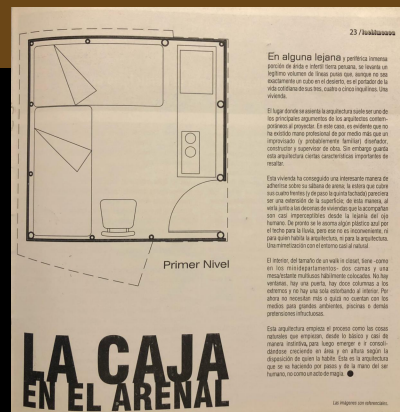 23 /
En alguna lejana y periférica inmensa
porción de árida e infértil tierra peruana, se levanta un
legítimo volumen de líneas puras que, aunque no sea
exactamente un cubo en el desierto, es el portador de la
vida cotidiana de sus tres, cuatro o cinco inquilinos. Una
vivienda.
El lugar donde se asienta la arquitectura suele ser uno de
los principales argumentos de los arquitectos contem-
poráneos al proyectar. En este caso, es evidente que no
ha existido mano profesional de por medio más que un
improvisado (y probablemente familiar) diseñador,
constructor y supervisor de obra. Sin embargo guarda
esta arquitectura ciertas características importantes de
resaltar.
Esta vivienda ha conseguido una interesante manera de
adherirse sobre su sábana de arena; la estera que cubre
sus cuatro frentes (y de paso la quinta fachada) pareciera
ser una extensión de la superficie; de esta manera, al
verla junto a las decenas de viviendas que la acompañan
son casi imperceptibles desde la lejanía del ojo
humano. De pronto se le asoma algún plástico azul por
el techo para la lluvia, pero ese no es inconveniente, ni
para quien habita la arquitectura, ni para la arquitectura.
Una mimetización con el entorno casi al natural.
El interior, del tamaño de un walk in closet, tiene -como
en los minidepartamentos- dos camas y una
mesa/estante multiusos hábilmente colocados. No hay
ventanas, hay una puerta, hay doce columnas a los
extremos y no hay una sola estorbando al interior. Por
ahora no necesitan más o quizá no cuentan con los
medios para grandes ambientes, piscinas o demás
pretensiones infructuosas.
Esta arquitectura empieza el proceso como las cosas
naturales que empiezan, desde lo básico y casi de
manera instintiva, para luego emerger e ir consoli-
dándose creciendo en área y en altura según la
disposición de quien la habite. Esta es la arquitectura
que se va haciendo por pasos y de la mano del ser
humano, no como un acto de magia.
Primer Nivel
LA CAJA
EN EL ARENAL
Las imágenes son referenciales.